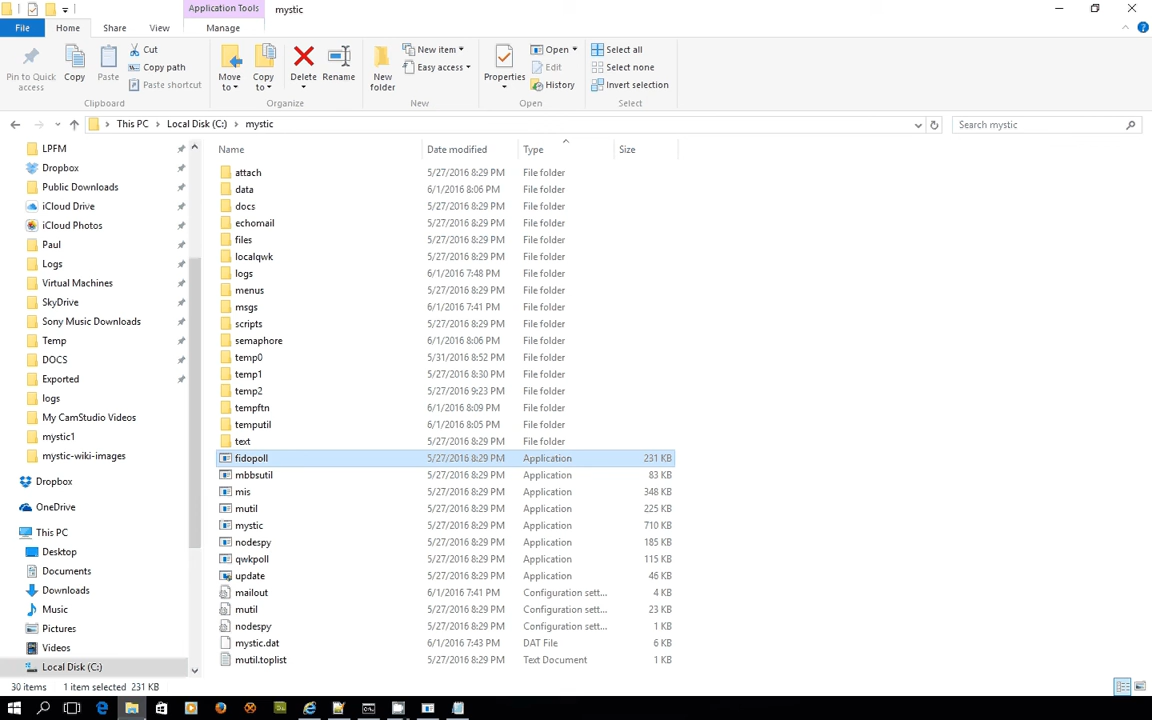 Application Tools
mystic
File
Home
Share
View
Manage
Pin to Quick access
Copy
Paste
Cut
Copy path
Paste shortcut
Clipboard
Move to
Copy to
Delete
Rename
Organize
New folder
New item
Easy access
New
Properties
Open
Edit
History
Open
Select all
Select none
Invert selection
Select
This PC
Local Disk (C:)
mystic
Search mystic
LPFM
Dropbox
Public Downloads
iCloud Drive
iCloud Photos
Paul
Logs
Virtual Machines
SkyDrive
Sony Music Downloads
Temp
DOCS
Exported
logs
My CamStudio Videos
mystic1
mystic-wiki-images
Dropbox
OneDrive
This PC
Desktop
Documents
Downloads
Music
Pictures
Videos
Local Disk (C:)
Name Date modified Type Size
attach 5/27/2016 8:29 PM File folder
data 6/1/2016 8:06 PM File folder
docs 5/27/2016 8:29 PM File folder
echomail 5/27/2016 8:29 PM File folder
files 5/27/2016 8:29 PM File folder
localqwk 5/27/2016 8:29 PM File folder
logs 6/1/2016 7:48 PM File folder
menus 5/27/2016 8:29 PM File folder
msgs 6/1/2016 7:41 PM File folder
scripts 5/27/2016 8:29 PM File folder
semaphore 6/1/2016 8:06 PM File folder
temp0 5/31/2016 8:52 PM File folder
temp1 5/27/2016 8:30 PM File folder
temp2 5/27/2016 9:23 PM File folder
tempftn 6/1/2016 8:09 PM File folder
temputil 6/1/2016 8:05 PM File folder
text 5/27/2016 8:29 PM File folder
fidopoll 5/27/2016 8:29 PM Application 231 KB
mbbsutil 5/27/2016 8:29 PM Application 83 KB
mis 5/27/2016 8:29 PM Application 348 KB
mutil 5/27/2016 8:29 PM Application 225 KB
mystic 5/27/2016 8:29 PM Application 710 KB
nodespy 5/27/2016 8:29 PM Application 185 KB
qwkpoll 5/27/2016 8:29 PM Application 115 KB
update 5/27/2016 8:29 PM Application 46 KB
mailout 6/1/2016 7:41 PM Configuration sett... 4 KB
mutil 5/27/2016 8:29 PM Configuration sett... 23 KB
nodespy 5/27/2016 8:29 PM Configuration sett... 1 KB
mystic.dat 6/1/2016 7:43 PM DAT File 6 KB
mutil.toplist 5/27/2016 8:29 PM Text Document 1 KB
30 items 1 item selected 231 KB